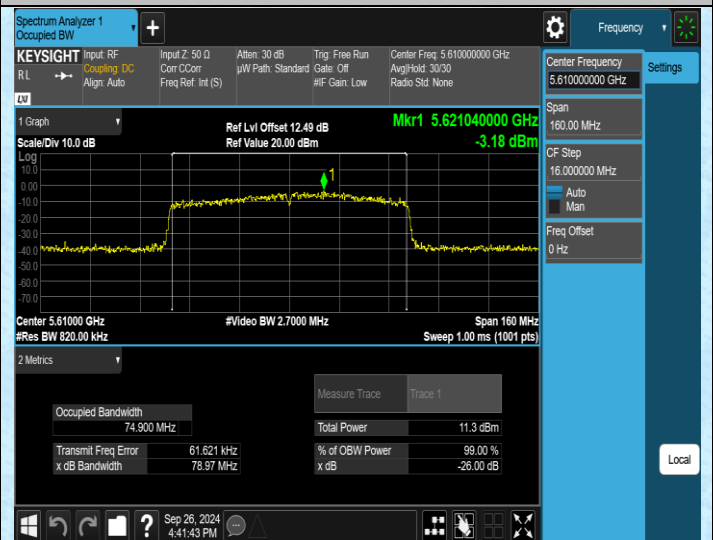 Spectrum Analyzer 1
Occupied BW
+
Frequency
KEYSIGHT
RL
LXI
Input: RF
Coupling: DC
Align: Auto
Input Z: 50 Ω
Corr CCorr
Freq Ref: Int (S)
Atten: 30 dB
µW Path: Standard
Trig: Free Run
Gate: Off
#IF Gain: Low
Center Freq: 5.610000000 GHz
Avg|Hold: 30/30
Radio Std: None
Center Frequency
5.610000000 GHz
Settings
Span
160.00 MHz
CF Step
16.000000 MHz
Auto
Man
Freq Offset
0 Hz
1 Graph
Scale/Div 10.0 dB
Ref Lvl Offset 12.49 dB
Ref Value 20.00 dBm
Mkr1 5.621040000 GHz
-3.18 dBm
Log
10.0
0.00
-10.0
-20.0
-30.0
-40.0
-50.0
-60.0
-70.0
1
Center 5.61000 GHz
#Res BW 820.00 kHz
#Video BW 2.7000 MHz
Span 160 MHz
Sweep 1.00 ms (1001 pts)
2 Metrics
Measure Trace
Trace 1
Occupied Bandwidth
74.900 MHz
Total Power
11.3 dBm
Transmit Freq Error
61.621 kHz
% of OBW Power
99.00 %
x dB Bandwidth
78.97 MHz
x dB
-26.00 dB
Local
?
Sep 26, 2024
4:41:43 PM